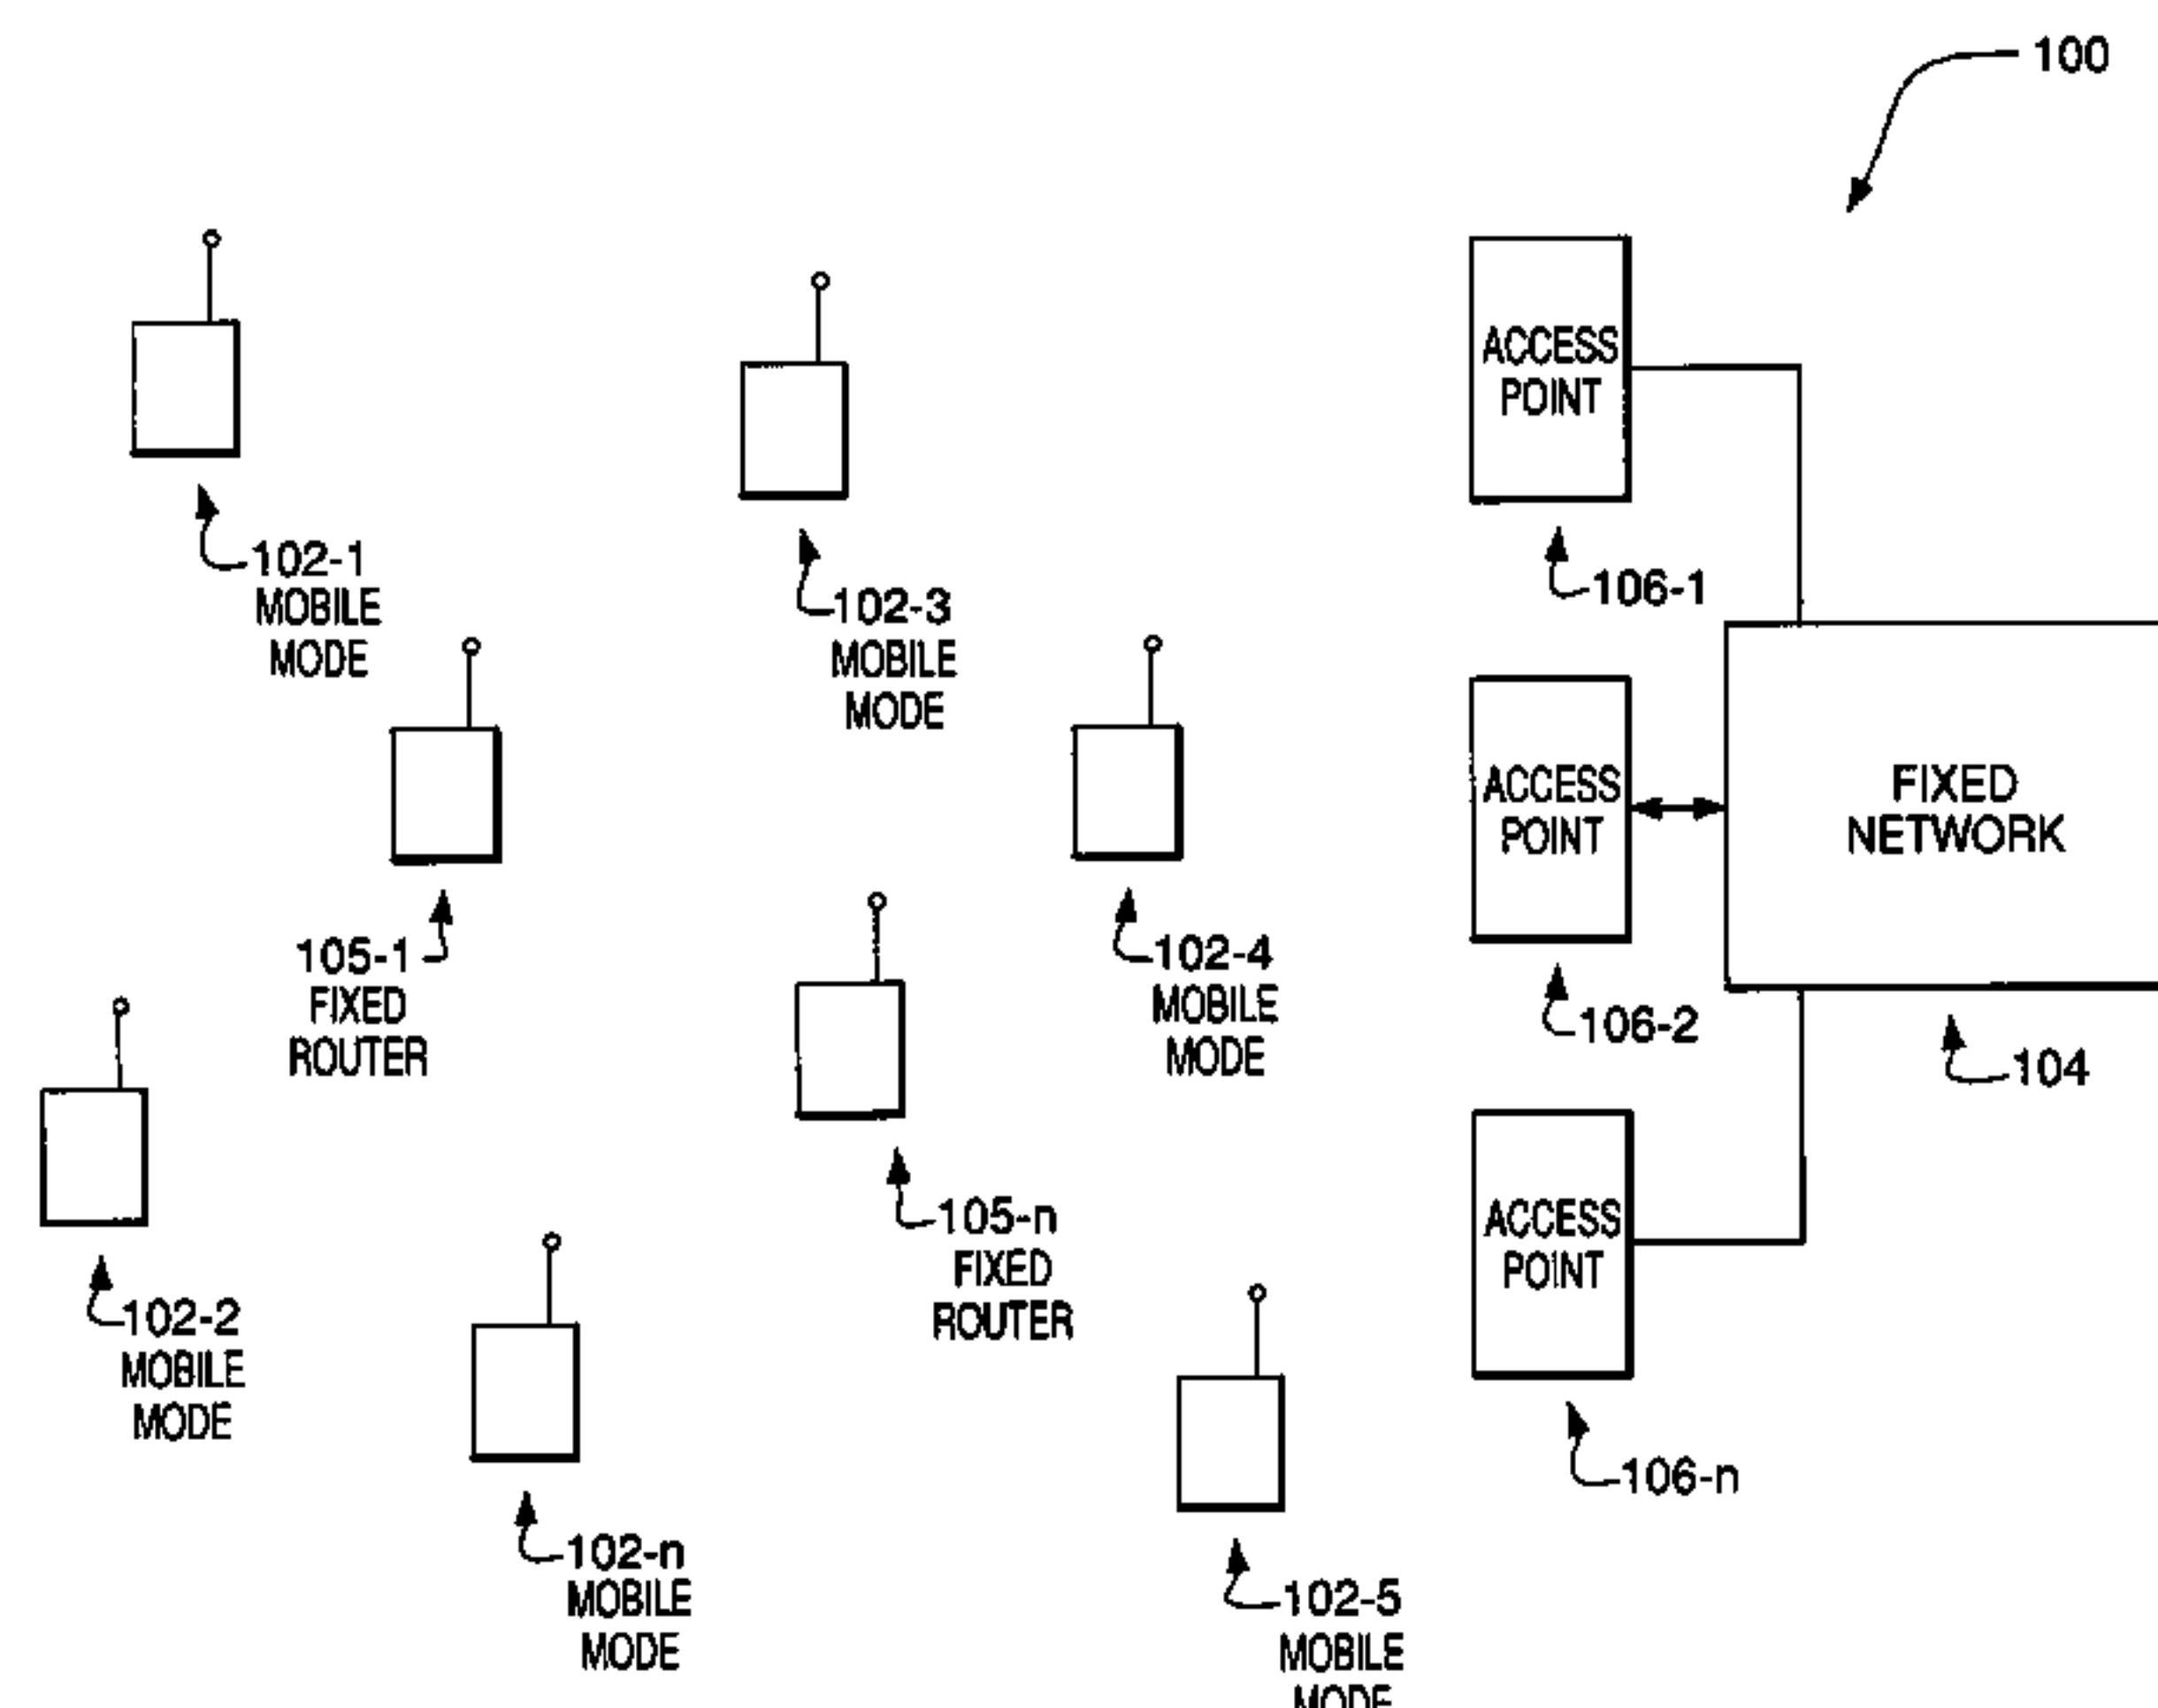 100
ACCESS
POINT
106-1
102-1
MOBILE
MODE
102-3
MOBILE
MODE
105-1
FIXED
ROUTER
102-4
MOBILE
MODE
ACCESS
POINT
106-2
FIXED
NETWORK
104
102-2
MOBILE
MODE
105-n
FIXED
ROUTER
ACCESS
POINT
106-n
102-n
MOBILE
MODE
102-5
MOBILE
MODE